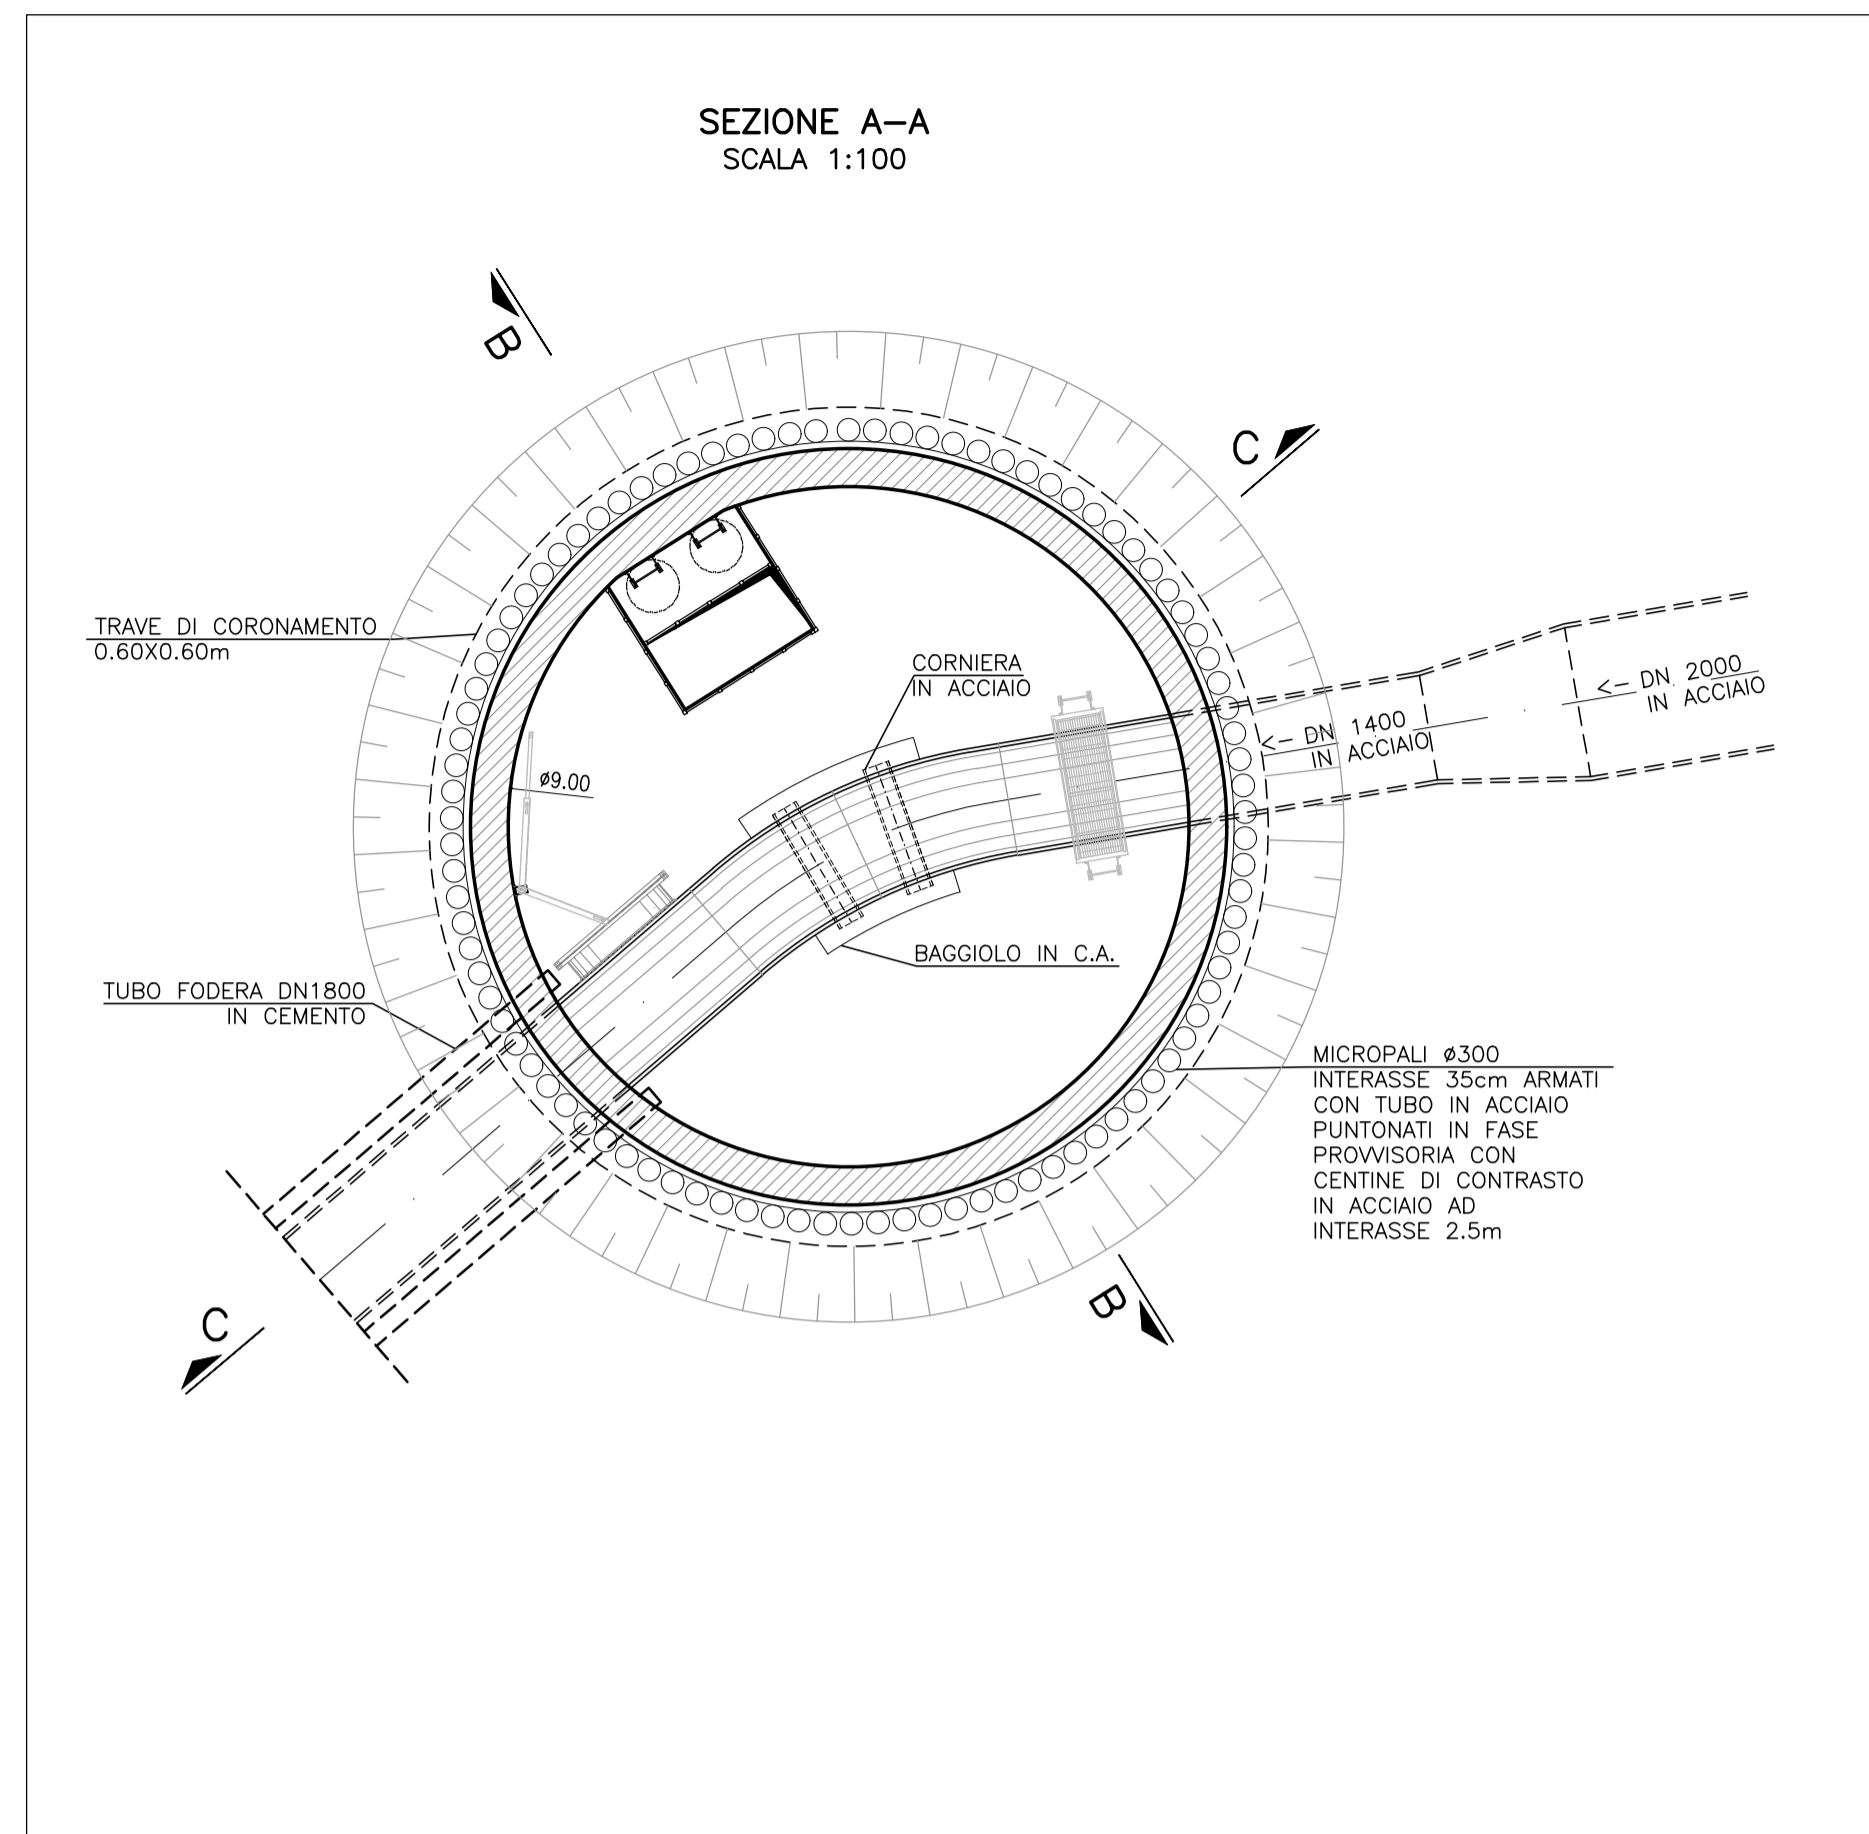 SEZIONE A-A
SCALA 1:100
B
C
TRAVE DI CORONAMENTO
0.60X0.60m
CORNIERA
IN ACCIAIO
<- DN 2000
IN ACCIAIO
<- DN 1400
IN ACCIAIO
ø9.00
BAGGIOLO IN C.A.
TUBO FODERA DN1800
IN CEMENTO
MICROPALI ø300
INTERASSE 35cm ARMATI
CON TUBO IN ACCIAIO
PUNTONATI IN FASE
PROVVISORIA CON
CENTINE DI CONTRASTO
IN ACCIAIO AD
INTERASSE 2.5m
B
C